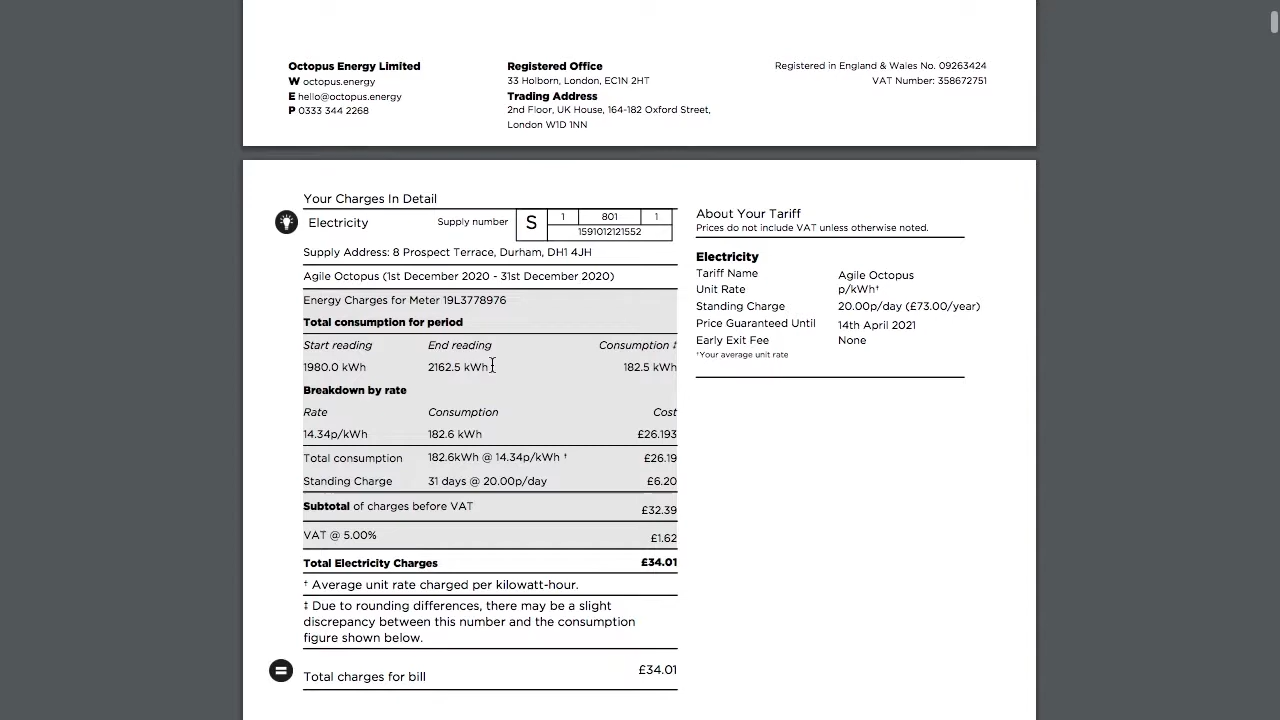 Octopus Energy Limited
W octopus.energy
E hello@octopus.energy
P 0333 344 2268
Registered Office
33 Holborn, London, EC1N 2HT
Trading Address
2nd Floor, UK House, 164-182 Oxford Street,
London W1D 1NN
Registered in England & Wales No. 09263424
VAT Number: 358672751
Your Charges In Detail
Electricity
Supply number
S
1 801 1
1591012121552
Supply Address: 8 Prospect Terrace, Durham, DH1 4JH
Agile Octopus (1st December 2020 - 31st December 2020)
Energy Charges for Meter 19L3778976
Total consumption for period
Start reading End reading Consumption ‡
1980.0 kWh 2162.5 kWh 182.5 kWh
Breakdown by rate
Rate Consumption Cost
14.34p/kWh 182.6 kWh £26.193
Total consumption 182.6kWh @ 14.34p/kWh † £26.19
Standing Charge 31 days @ 20.00p/day £6.20
Subtotal of charges before VAT £32.39
VAT @ 5.00% £1.62
Total Electricity Charges £34.01
† Average unit rate charged per kilowatt-hour.
‡ Due to rounding differences, there may be a slight
discrepancy between this number and the consumption
figure shown below.
Total charges for bill £34.01
About Your Tariff
Prices do not include VAT unless otherwise noted.
Electricity
Tariff Name Agile Octopus
Unit Rate p/kWh†
Standing Charge 20.00p/day (£73.00/year)
Price Guaranteed Until 14th April 2021
Early Exit Fee None
†Your average unit rate